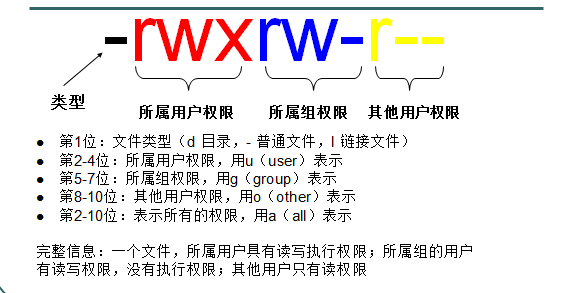 -rwxrw-r--
类型
所属用户权限 所属组权限 其他用户权限
● 第1位：文件类型（d 目录，- 普通文件，l 链接文件）
● 第2-4位：所属用户权限，用u（user）表示
● 第5-7位：所属组权限，用g（group）表示
● 第8-10位：其他用户权限，用o（other）表示
● 第2-10位：表示所有的权限，用a（all）表示
完整信息：一个文件，所属用户具有读写执行权限；所属组的用户
有读写权限，没有执行权限；其他用户只有读权限